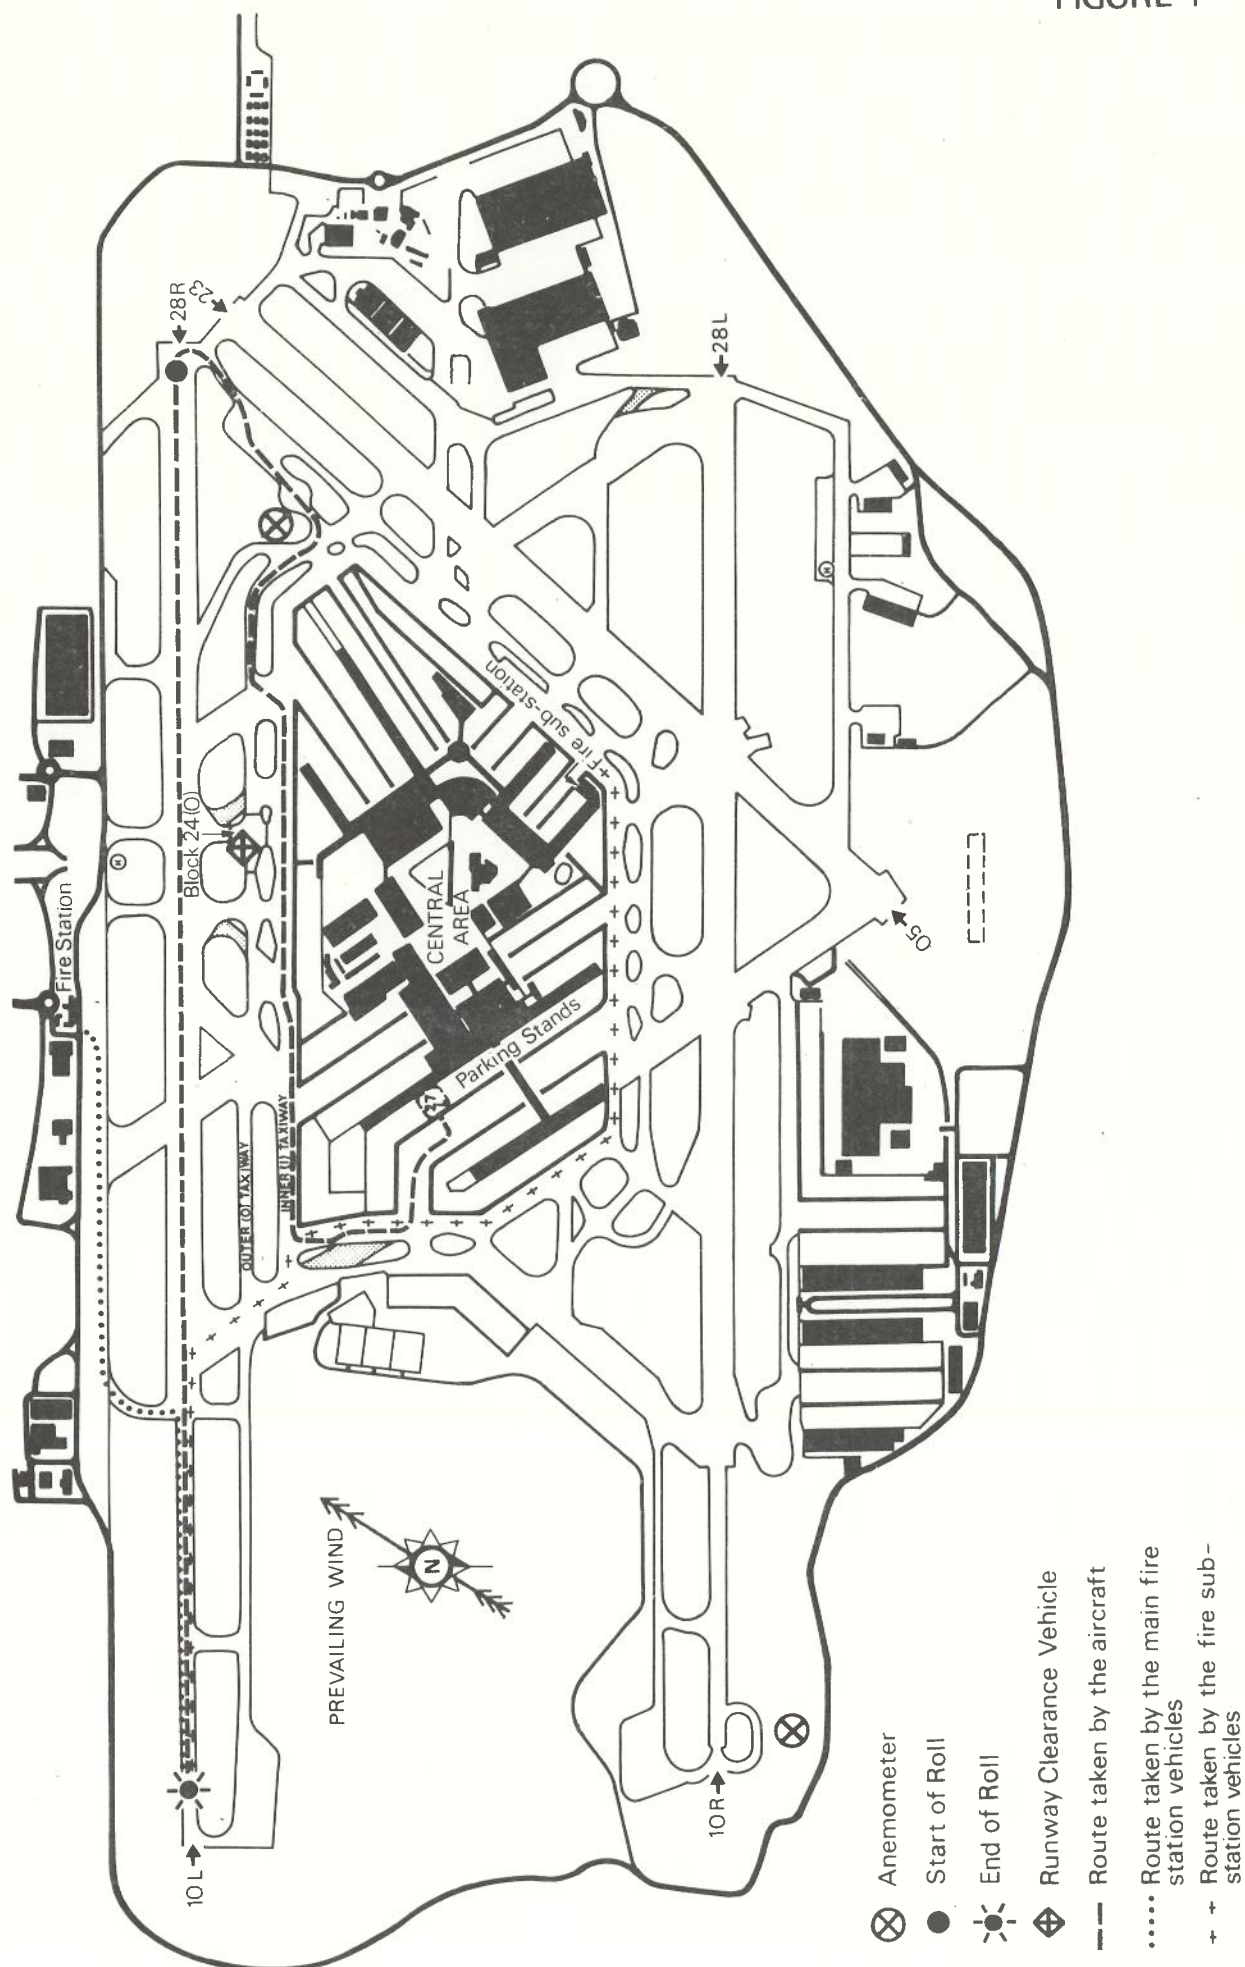 FIGURE 1
28R
23
28L
Fire sub-station
Block 24(O)
Fire Station
CENTRAL
AREA
05
Parking Stands
27
INNER (I) TAXIWAY
OUTER (O) TAXIWAY
H
H
PREVAILING WIND
N
10L
10R
Anemometer
Start of Roll
End of Roll
Runway Clearance Vehicle
Route taken by the aircraft
Route taken by the main fire
station vehicles
Route taken by the fire sub-
station vehicles